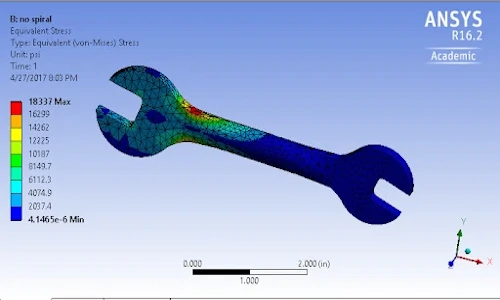 B: no spiral
Equivalent Stress
Type: Equivalent (von-Mises) Stress
Unit: psi
Time: 1
4/27/2017 8:03 PM
18337 Max
16299
14262
12225
10187
8149.7
6112.3
4074.9
2037.4
4.1465e-6 Min
ANSYS
R16.2
Academic
0.000
2.000 (in)
1.000
Y
X